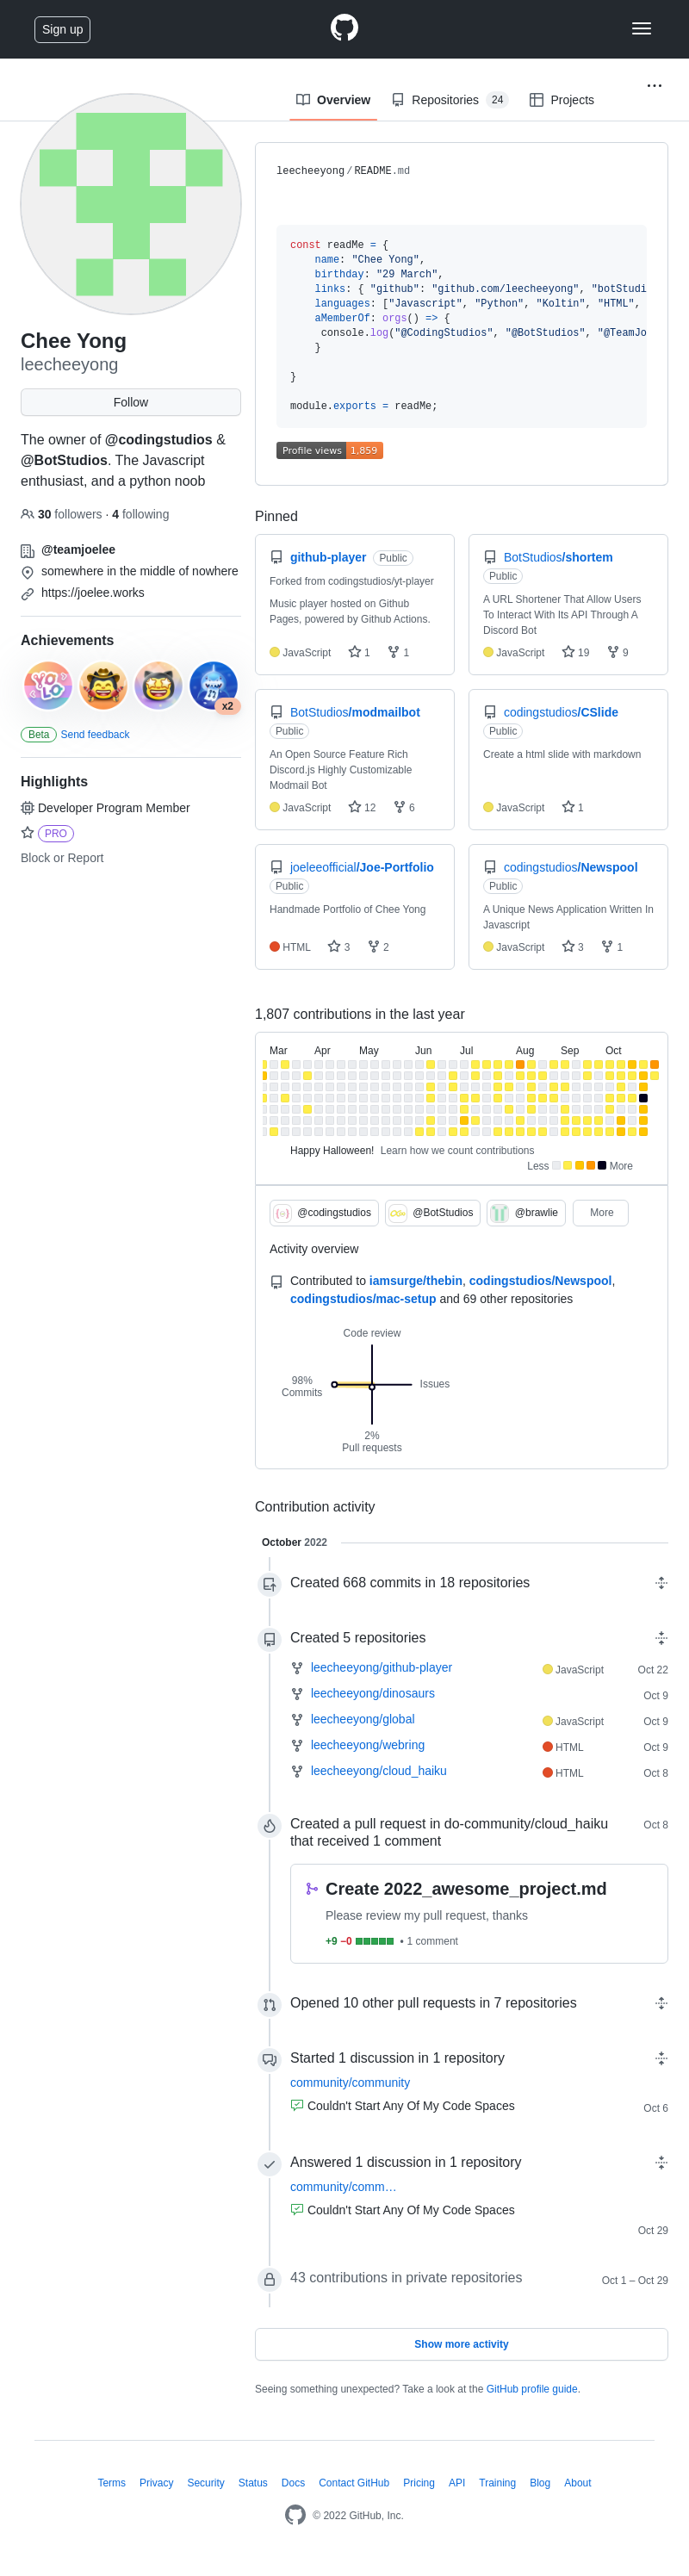 Sign up
Overview
Repositories 24
Projects
Chee Yong
leecheeyong
Follow
The owner of @codingstudios &
@BotStudios. The Javascript
enthusiast, and a python noob
30 followers · 4 following
@teamjoelee
somewhere in the middle of nowhere
https://joelee.works
Achievements
x2
Beta Send feedback
Highlights
Developer Program Member
PRO
Block or Report
leecheeyong/README.md
const readMe = {
name: "Chee Yong",
birthday: "29 March",
links: { "github": "github.com/leecheeyong", "botStudi
languages: ["Javascript", "Python", "Koltin", "HTML",
aMemberOf: orgs() => {
console.log("@CodingStudios", "@BotStudios", "@TeamJo
}
}
module.exports = readMe;
Profile views 1,859
Pinned
github-player Public
Forked from codingstudios/yt-player
Music player hosted on Github
Pages, powered by Github Actions.
JavaScript 1 1
BotStudios/shortem
Public
A URL Shortener That Allow Users
To Interact With Its API Through A
Discord Bot
JavaScript 19 9
BotStudios/modmailbot
Public
An Open Source Feature Rich
Discord.js Highly Customizable
Modmail Bot
JavaScript 12 6
codingstudios/CSlide
Public
Create a html slide with markdown
JavaScript 1
joeleeofficial/Joe-Portfolio
Public
Handmade Portfolio of Chee Yong
HTML 3 2
codingstudios/Newspool
Public
A Unique News Application Written In
Javascript
JavaScript 3 1
1,807 contributions in the last year
Mar Apr May Jun Jul Aug Sep Oct
Happy Halloween! Learn how we count contributions
Less More
@codingstudios
@BotStudios
@brawlie
More
Activity overview
Contributed to iamsurge/thebin, codingstudios/Newspool,
codingstudios/mac-setup and 69 other repositories
Code review
98%
Commits
Issues
2%
Pull requests
Contribution activity
October 2022
Created 668 commits in 18 repositories
Created 5 repositories
leecheeyong/github-player JavaScript Oct 22
leecheeyong/dinosaurs Oct 9
leecheeyong/global JavaScript Oct 9
leecheeyong/webring HTML Oct 9
leecheeyong/cloud_haiku HTML Oct 8
Created a pull request in do-community/cloud_haiku Oct 8
that received 1 comment
Create 2022_awesome_project.md
Please review my pull request, thanks
+9 −0 • 1 comment
Opened 10 other pull requests in 7 repositories
Started 1 discussion in 1 repository
community/community
Couldn't Start Any Of My Code Spaces Oct 6
Answered 1 discussion in 1 repository
community/comm…
Couldn't Start Any Of My Code Spaces
Oct 29
43 contributions in private repositories Oct 1 – Oct 29
Show more activity
Seeing something unexpected? Take a look at the GitHub profile guide.
Terms Privacy Security Status Docs Contact GitHub Pricing API Training Blog About
© 2022 GitHub, Inc.